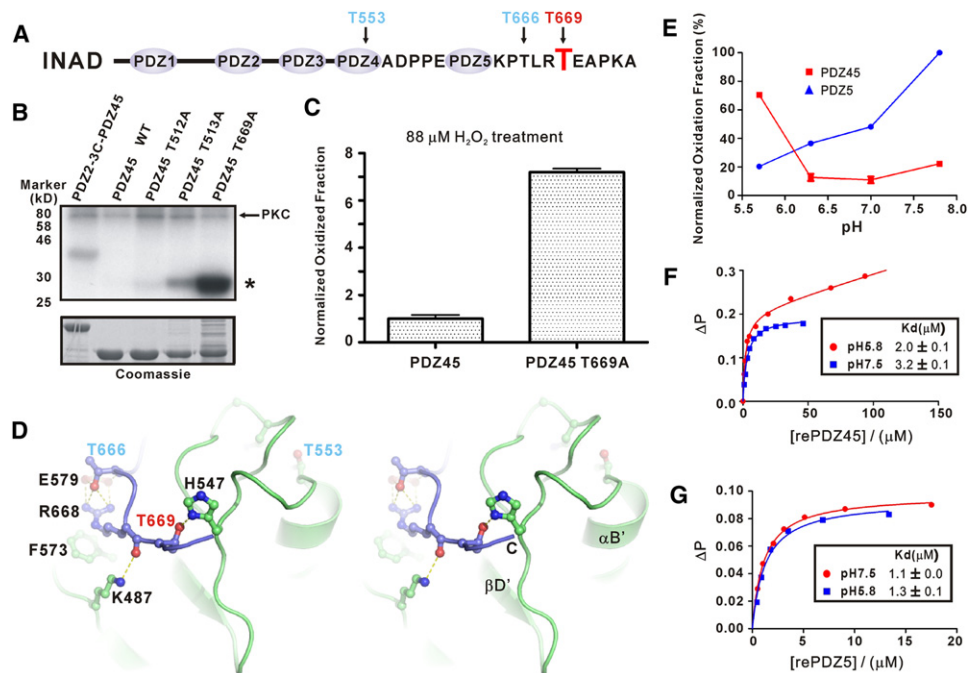 A
T553
T666
T669
INAD
PDZ1
PDZ2
PDZ3
PDZ4
ADPPE
PDZ5
KPTLR
T
EAPKA
B
PDZ2-3C-PDZ45
PDZ45 WT
PDZ45 T512A
PDZ45 T513A
PDZ45 T669A
Marker
(kD)
80
58
46
30
25
PKC
*
Coomassie
C
88 μM H₂O₂ treatment
Normalized Oxidized Fraction
8
6
4
2
0
PDZ45
PDZ45 T669A
D
T666
E579
R668
F573
K487
T669
H547
T553
C
αB'
βD'
E
Normalized Oxidation Fraction (%)
100
80
60
40
20
0
PDZ45
PDZ5
5.5
6.0
6.5
7.0
7.5
8.0
pH
F
ΔP
0.3
0.2
0.1
0.0
Kd(μM)
pH5.8 2.0 ± 0.1
pH7.5 3.2 ± 0.1
0
50
100
150
[rePDZ45] / (μM)
G
ΔP
0.10
0.08
0.06
0.04
0.02
0.00
Kd(μM)
pH7.5 1.1 ± 0.0
pH5.8 1.3 ± 0.1
0
5
10
15
20
[rePDZ5] / (μM)